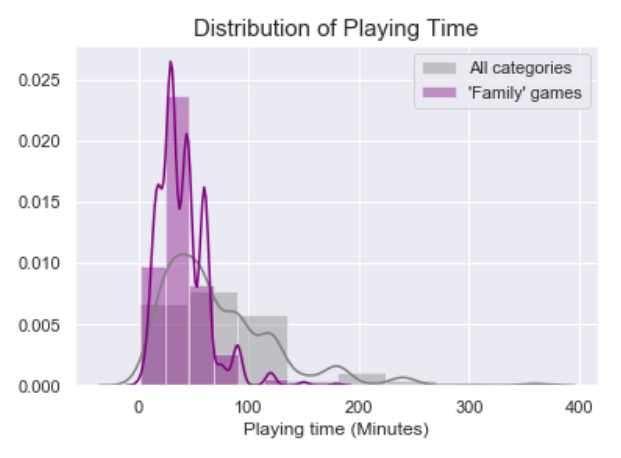 Distribution of Playing Time
All categories
'Family' games
0.025
0.020
0.015
0.010
0.005
0.000
0 100 200 300 400
Playing time (Minutes)